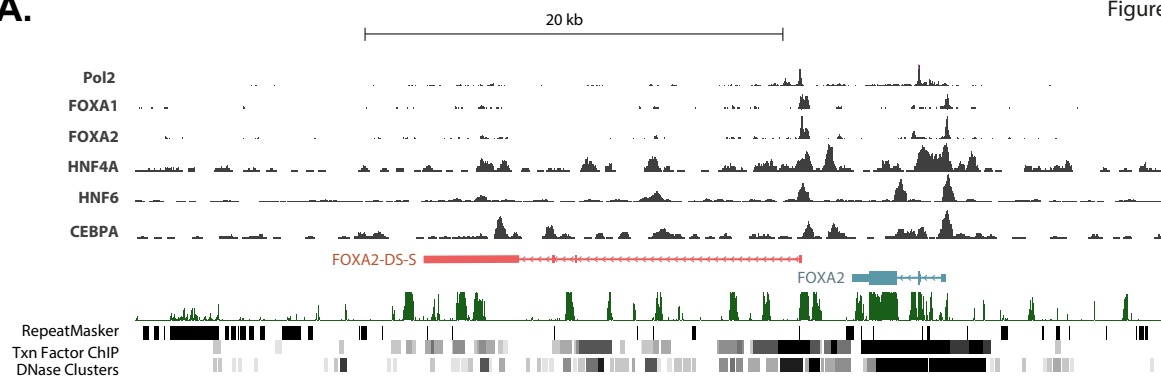 A.
Figure
20 kb
Pol2
FOXA1
FOXA2
HNF4A
HNF6
CEBPA
FOXA2-DS-S
FOXA2
RepeatMasker
Txn Factor ChIP
DNase Clusters